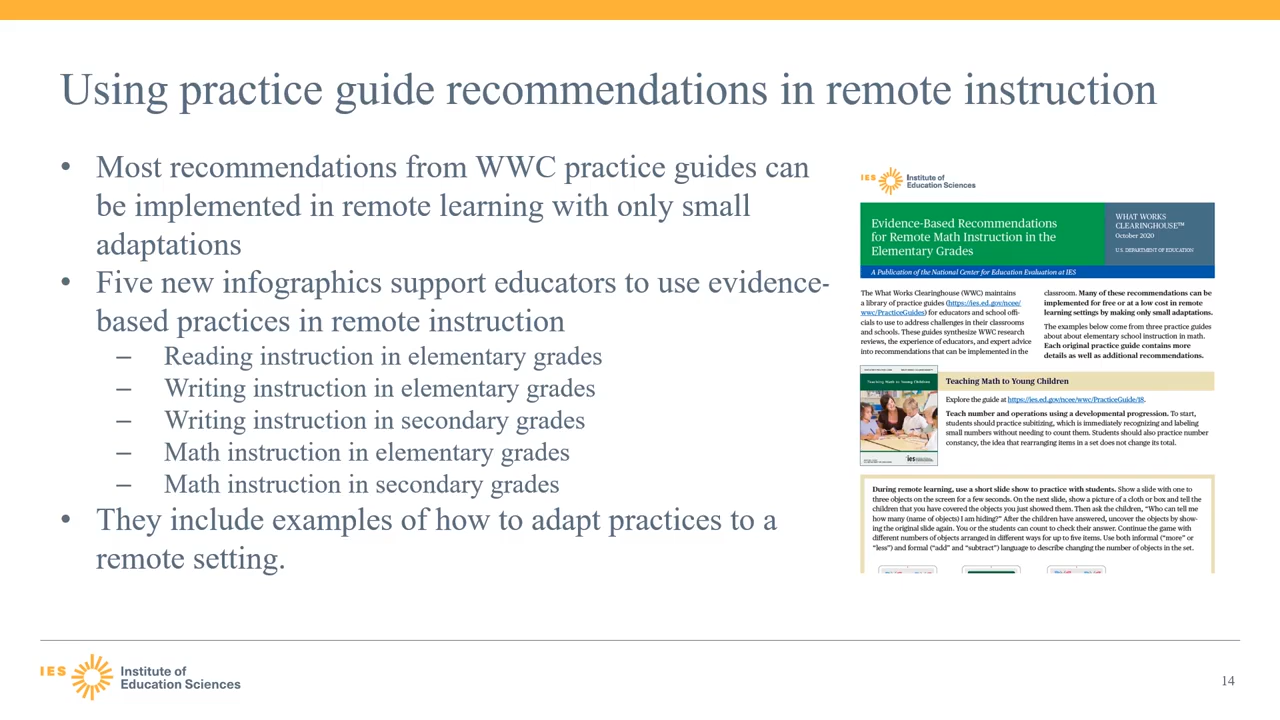 Using practice guide recommendations in remote instruction
• Most recommendations from WWC practice guides can
be implemented in remote learning with only small
adaptations
• Five new infographics support educators to use evidence-
based practices in remote instruction
– Reading instruction in elementary grades
– Writing instruction in elementary grades
– Writing instruction in secondary grades
– Math instruction in elementary grades
– Math instruction in secondary grades
• They include examples of how to adapt practices to a
remote setting.
IES Institute of
Education Sciences
Evidence-Based Recommendations
for Remote Math Instruction in the
Elementary Grades
WHAT WORKS
CLEARINGHOUSE™
October 2020
U.S. DEPARTMENT OF EDUCATION
A Publication of the National Center for Education Evaluation at IES
The What Works Clearinghouse (WWC) maintains
a library of practice guides (https://ies.ed.gov/ncee/
wwc/PracticeGuides) for educators and school offi-
cials to use to address challenges in their classrooms
and schools. These guides synthesize WWC research
reviews, the experience of educators, and expert advice
into recommendations that can be implemented in the
classroom. Many of these recommendations can be
implemented for free or at a low cost in remote
learning settings by making only small adaptations.
The examples below come from three practice guides
about about elementary school instruction in math.
Each original practice guide contains more
details as well as additional recommendations.
Teaching Math to Young Children
Teaching Math to Young Children
Explore the guide at https://ies.ed.gov/ncee/wwc/PracticeGuide/18.
Teach number and operations using a developmental progression. To start,
students should practice subitizing, which is immediately recognizing and labeling
small numbers without needing to count them. Students should also practice number
constancy, the idea that rearranging items in a set does not change its total.
ies
During remote learning, use a short slide show to practice with students. Show a slide with one to
three objects on the screen for a few seconds. On the next slide, show a picture of a cloth or box and tell the
children that you have covered the objects you just showed them. Then ask the children, “Who can tell me
how many (name of objects) I am hiding?” After the children have answered, uncover the objects by show-
ing the original slide again. You or the students can count to check their answer. Continue the game with
different numbers of objects arranged in different ways for up to five items. Use both informal (“more” or
“less”) and formal (“add” and “subtract”) language to describe changing the number of objects in the set.
IES Institute of
Education Sciences
14